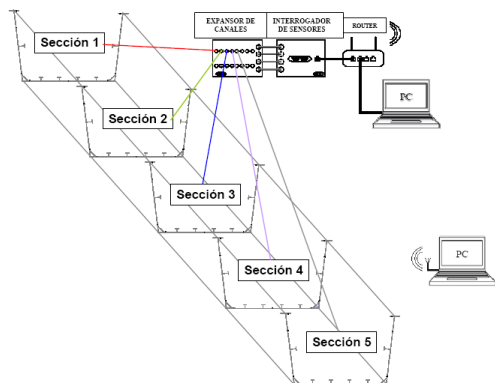 EXPANSOR DE
CANALES
INTERROGADOR
DE SENSORES
ROUTER
Sección 1
PC
Sección 2
Sección 3
Sección 4
PC
Sección 5